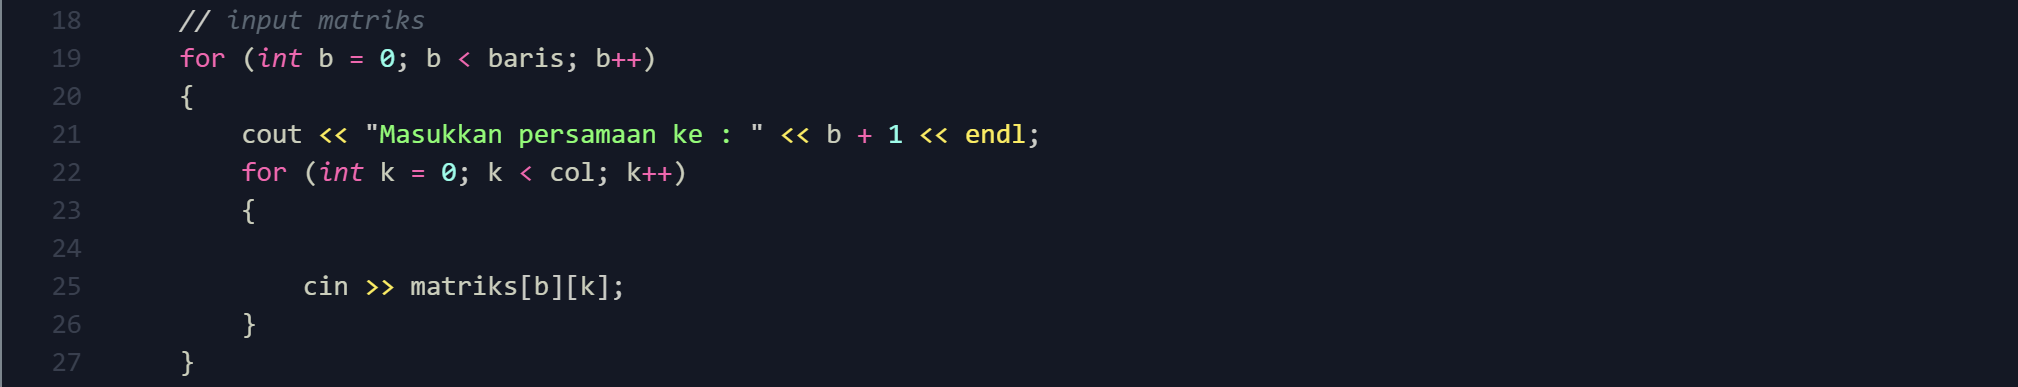 18 // input matriks
19 for (int b = 0; b < baris; b++)
20 {
21 cout << "Masukkan persamaan ke : " << b + 1 << endl;
22 for (int k = 0; k < col; k++)
23 {
24
25 cin >> matriks[b][k];
26 }
27 }